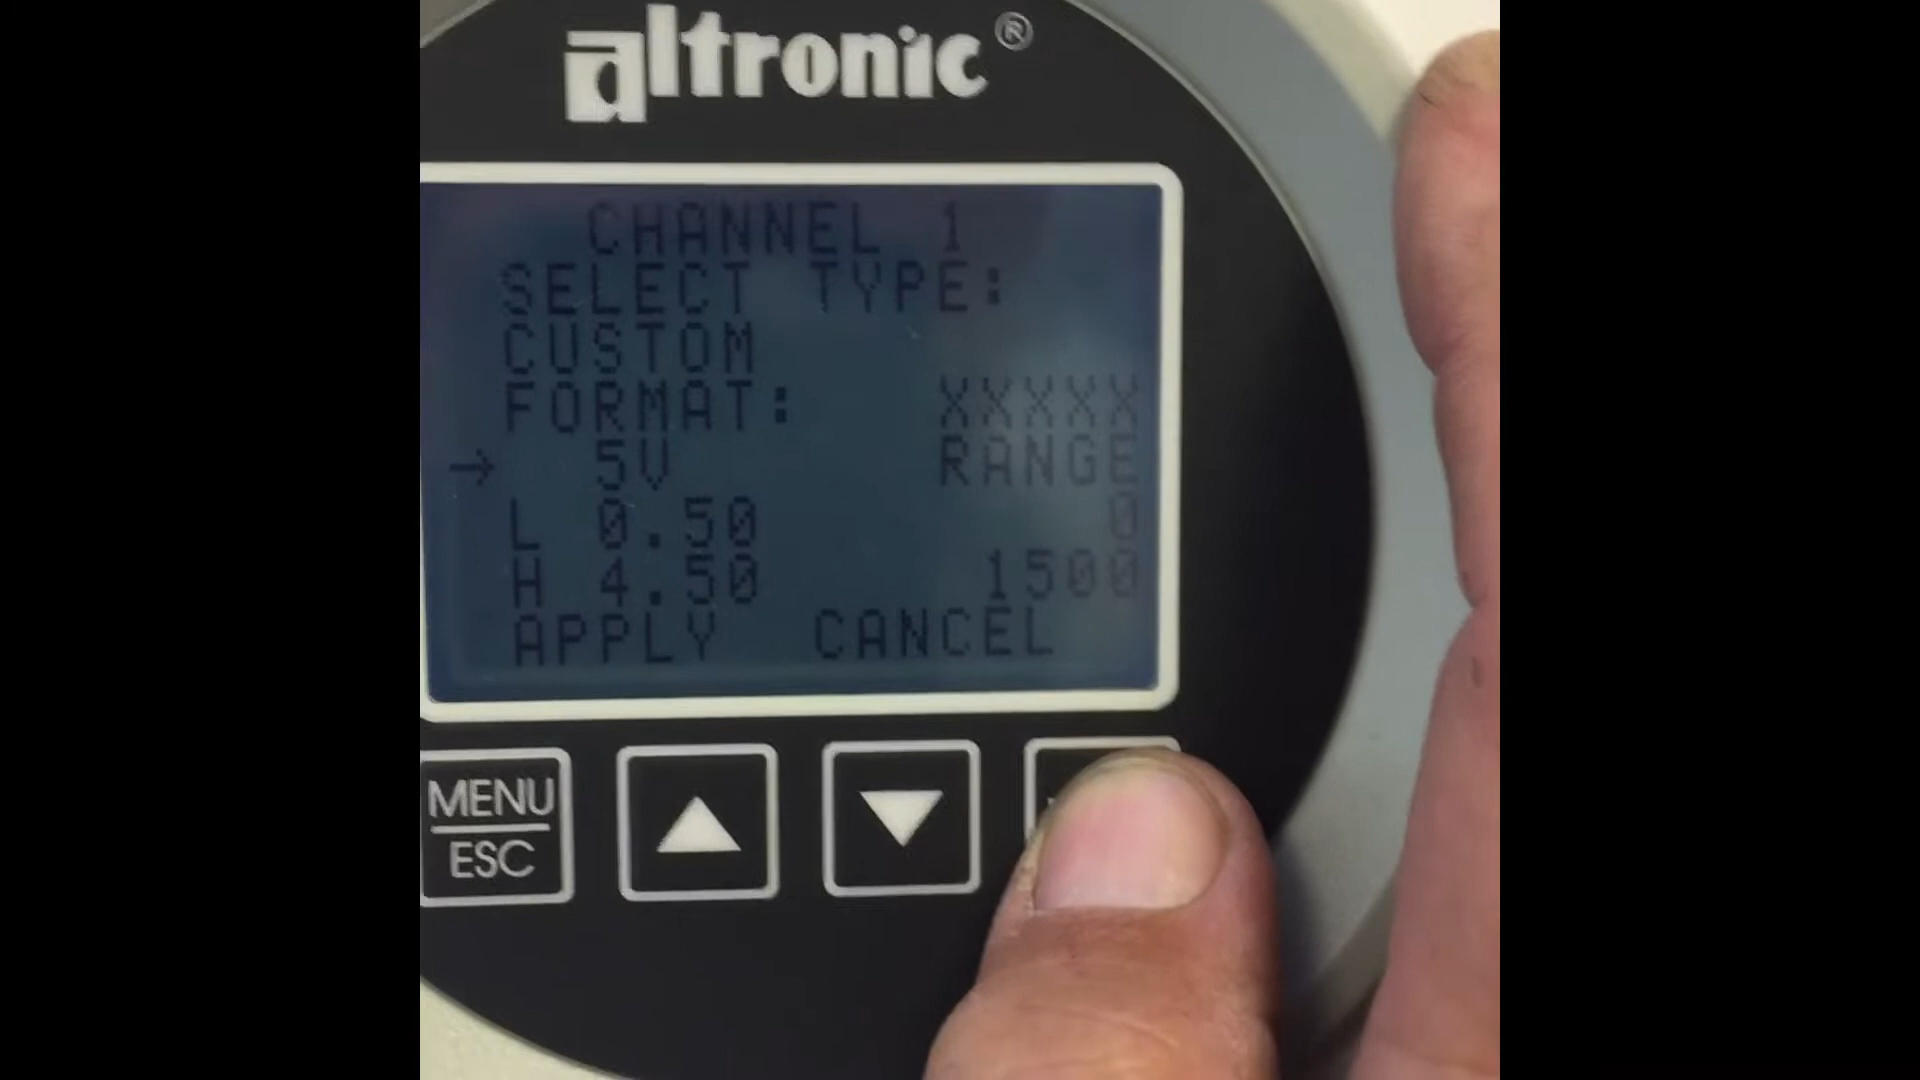 altronic®
CHANNEL 1
SELECT TYPE:
CUSTOM
FORMAT: XXXXX
→ 5V RANGE
L 0.50 0
H 4.50 1500
APPLY CANCEL
MENU
ESC